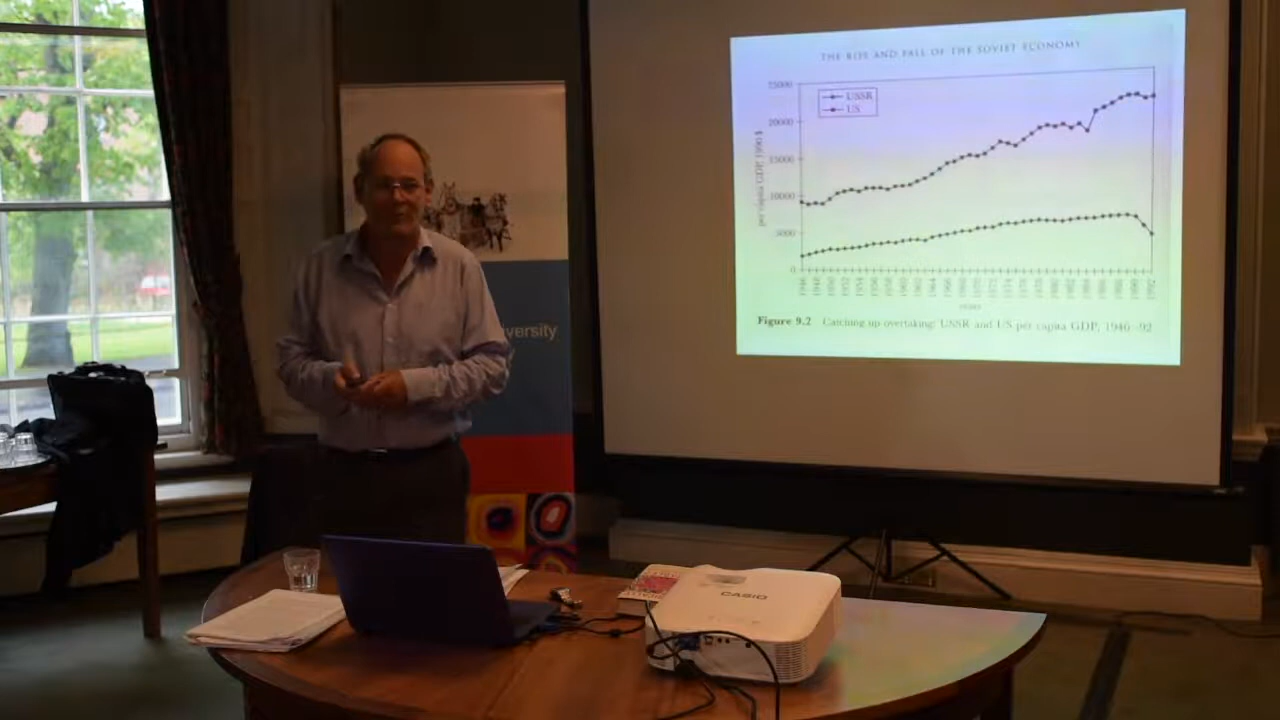 THE RISE AND FALL OF THE SOVIET ECONOMY
25000
20000
15000
10000
5000
0
USSR
US
per capita GDP, 1990 $
years
Figure 9.2 Catching up overtaking: USSR and US per capita GDP, 1946–92
versity
CASIO